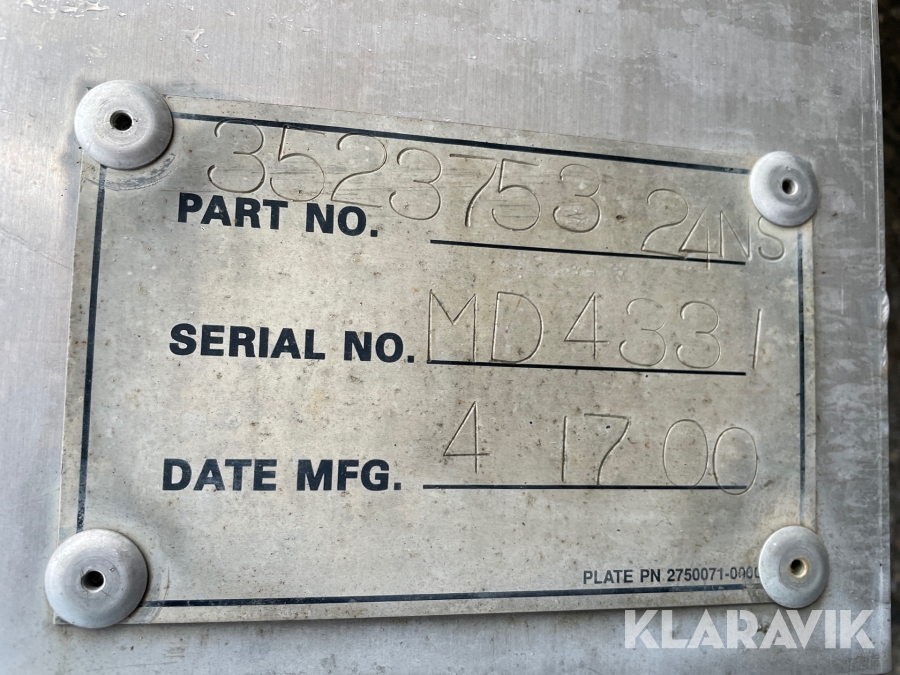 3523753 24NS
PART NO.
SERIAL NO. MD4331
DATE MFG. 4 17 00
PLATE PN 2750071-000
KLARAVIK